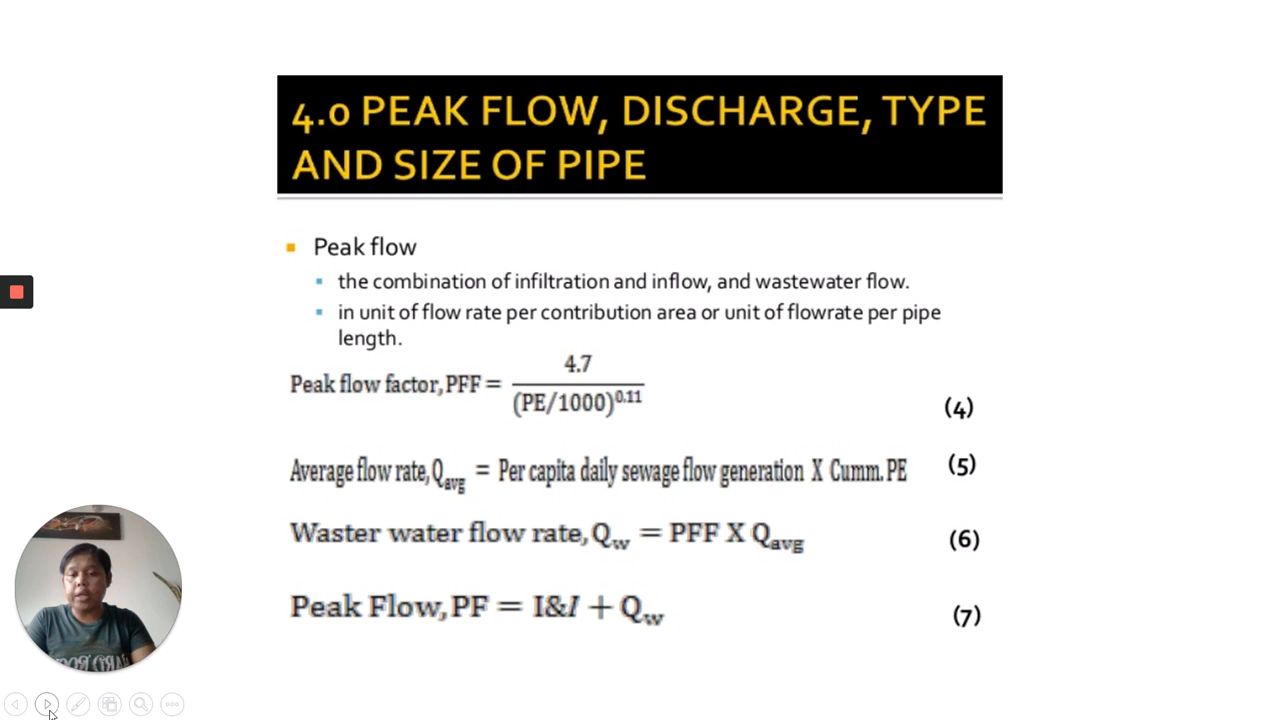 4.0 PEAK FLOW, DISCHARGE, TYPE
AND SIZE OF PIPE
Peak flow
the combination of infiltration and inflow, and wastewater flow.
in unit of flow rate per contribution area or unit of flowrate per pipe
length.
Peak flow factor, PFF = 4.7 / (PE/1000)^0.11 (4)
Average flow rate, Q_avg = Per capita daily sewage flow generation X Cumm. PE (5)
Waster water flow rate, Q_w = PFF X Q_avg (6)
Peak Flow, PF = I&I + Q_w (7)